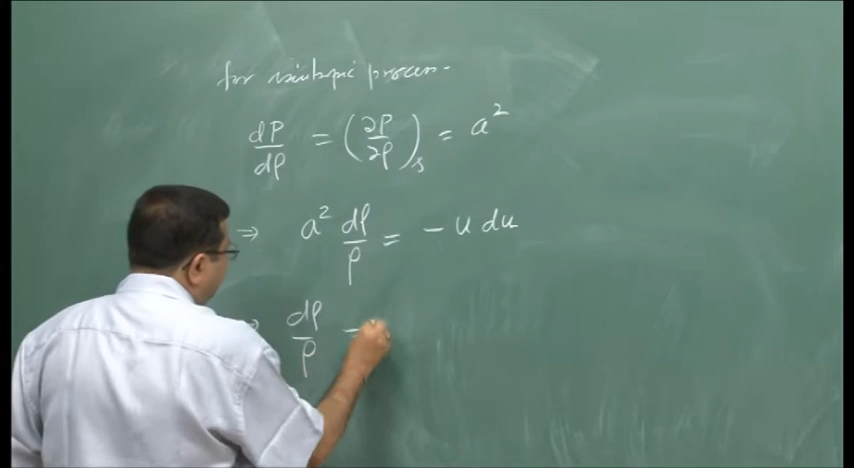 for isentropic process.
dP/dρ = (∂P/∂ρ)_s = a²
⇒ a² dρ/ρ = - u du
dρ/ρ